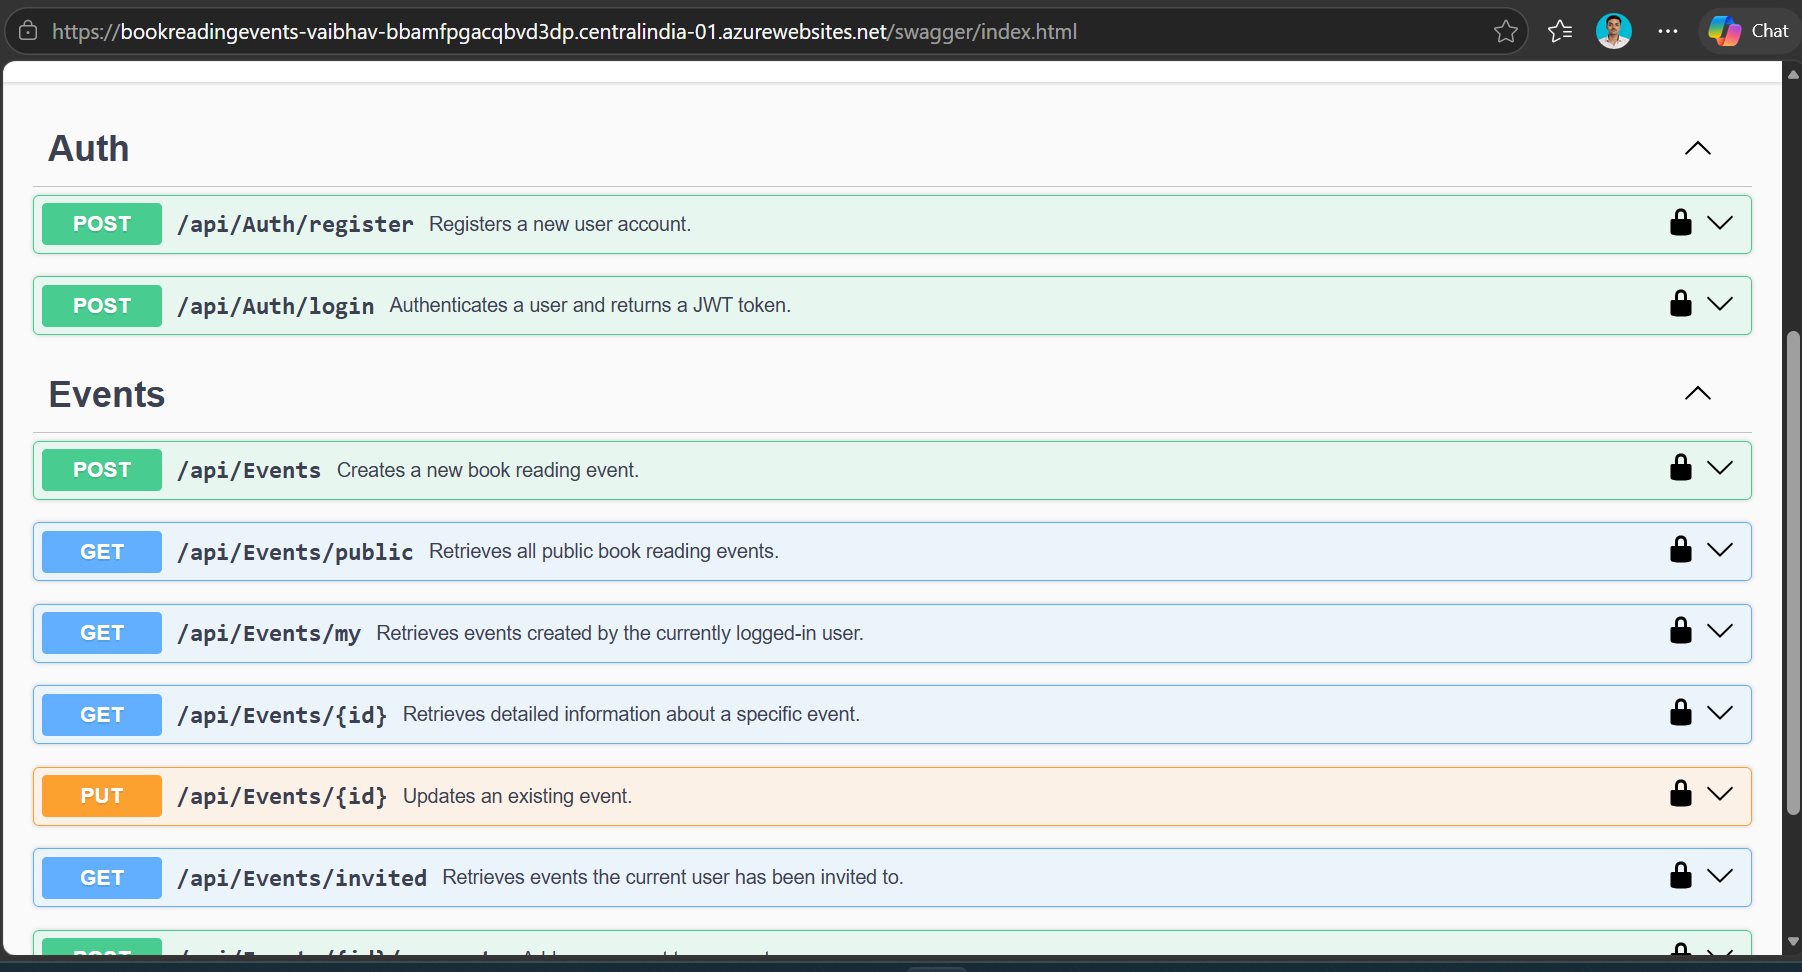 https://bookreadingevents-vaibhav-bbamfpgacqbvd3dp.centralindia-01.azurewebsites.net/swagger/index.html
Chat
Auth
POST /api/Auth/register Registers a new user account.
POST /api/Auth/login Authenticates a user and returns a JWT token.
Events
POST /api/Events Creates a new book reading event.
GET /api/Events/public Retrieves all public book reading events.
GET /api/Events/my Retrieves events created by the currently logged-in user.
GET /api/Events/{id} Retrieves detailed information about a specific event.
PUT /api/Events/{id} Updates an existing event.
GET /api/Events/invited Retrieves events the current user has been invited to.
POST